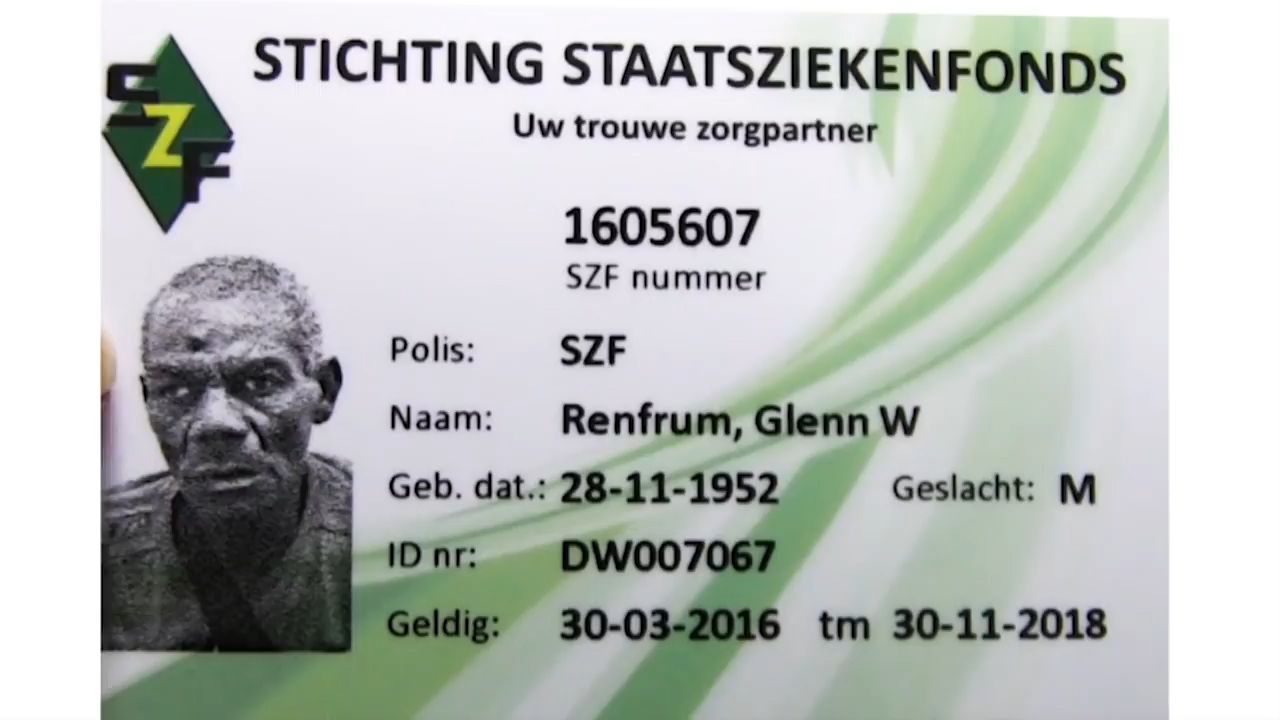 STICHTING STAATSZIEKENFONDS
Uw trouwe zorgpartner
SZF
1605607
SZF nummer
Polis: SZF
Naam: Renfrum, Glenn W
Geb. dat.: 28-11-1952 Geslacht: M
ID nr: DW007067
Geldig: 30-03-2016 tm 30-11-2018